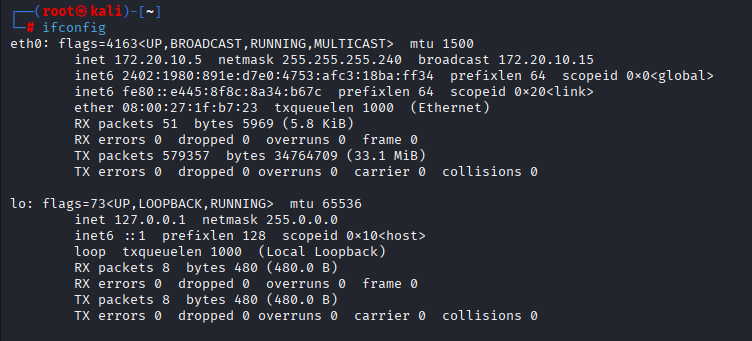 ┌──(root㉿kali)-[~]
└─# ifconfig
eth0: flags=4163<UP,BROADCAST,RUNNING,MULTICAST>  mtu 1500
        inet 172.20.10.5  netmask 255.255.255.240  broadcast 172.20.10.15
        inet6 2402:1980:891e:d7e0:4753:afc3:18ba:ff34  prefixlen 64  scopeid 0×0<global>
        inet6 fe80::e445:8f8c:8a34:b67c  prefixlen 64  scopeid 0×20<link>
        ether 08:00:27:1f:b7:23  txqueuelen 1000  (Ethernet)
        RX packets 51  bytes 5969 (5.8 KiB)
        RX errors 0  dropped 0  overruns 0  frame 0
        TX packets 579357  bytes 34764709 (33.1 MiB)
        TX errors 0  dropped 0 overruns 0  carrier 0  collisions 0

lo: flags=73<UP,LOOPBACK,RUNNING>  mtu 65536
        inet 127.0.0.1  netmask 255.0.0.0
        inet6 ::1  prefixlen 128  scopeid 0×10<host>
        loop  txqueuelen 1000  (Local Loopback)
        RX packets 8  bytes 480 (480.0 B)
        RX errors 0  dropped 0  overruns 0  frame 0
        TX packets 8  bytes 480 (480.0 B)
        TX errors 0  dropped 0 overruns 0  carrier 0  collisions 0